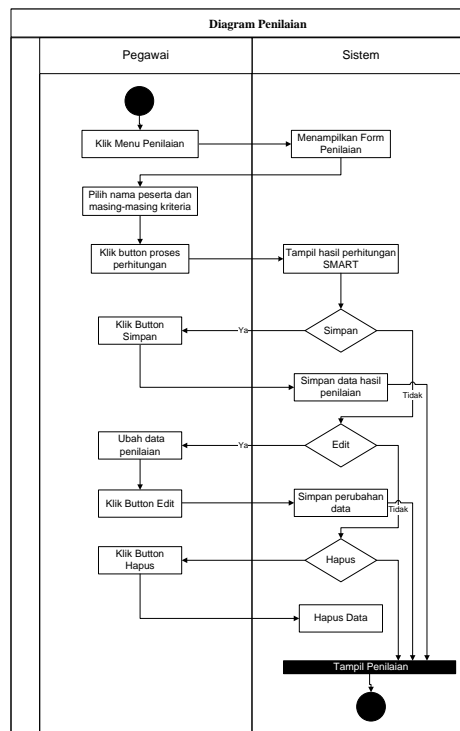 Diagram Penilaian
Pegawai
Sistem
Klik Menu Penilaian
Menampilkan Form
Penilaian
Pilih nama peserta dan
masing-masing kriteria
Klik button proses
perhitungan
Tampil hasil perhitungan
SMART
Klik Button
Simpan
Ya
Simpan
Simpan data hasil
penilaian
Tidak
Ubah data
penilaian
Ya
Edit
Klik Button Edit
Simpan perubahan
data
Tidak
Klik Button
Hapus
Hapus
Hapus Data
Tampil Penilaian